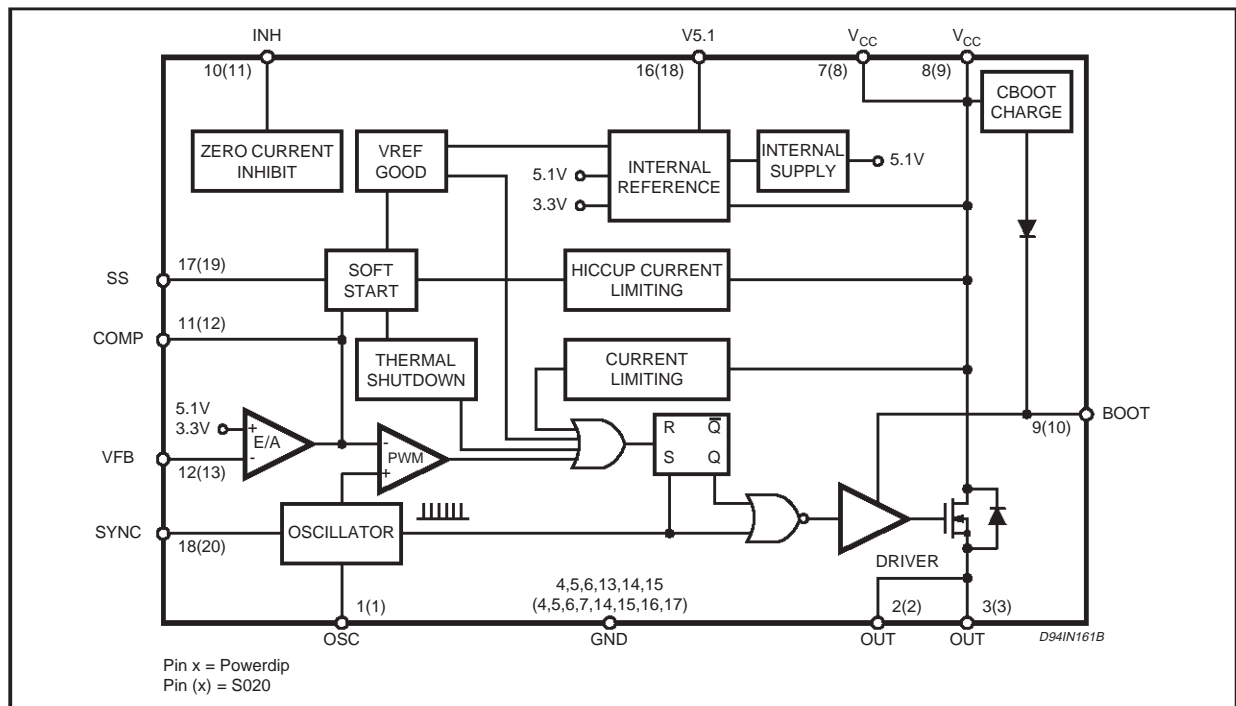 INH
V5.1
VCC
VCC
10(11)
16(18)
7(8)
8(9)
CBOOT
CHARGE
ZERO CURRENT
INHIBIT
VREF
GOOD
INTERNAL
REFERENCE
5.1V
3.3V
INTERNAL
SUPPLY
5.1V
SS
17(19)
SOFT
START
HICCUP CURRENT
LIMITING
COMP
11(12)
THERMAL
SHUTDOWN
CURRENT
LIMITING
BOOT
9(10)
5.1V
3.3V
+
E/A
-
VFB
12(13)
-
PWM
+
R Q̅
S Q
SYNC
18(20)
OSCILLATOR
DRIVER
4,5,6,13,14,15
(4,5,6,7,14,15,16,17)
1(1)
2(2)
3(3)
OSC
GND
OUT
OUT
D94IN161B
Pin x = Powerdip
Pin (x) = S020